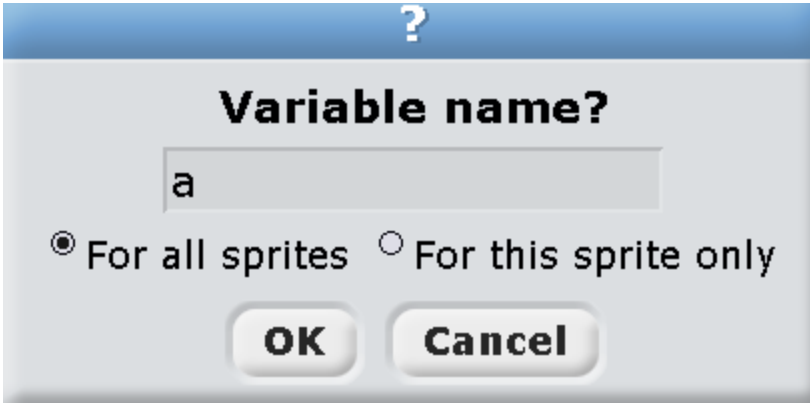 ?
Variable name?
a
For all sprites For this sprite only
OK Cancel